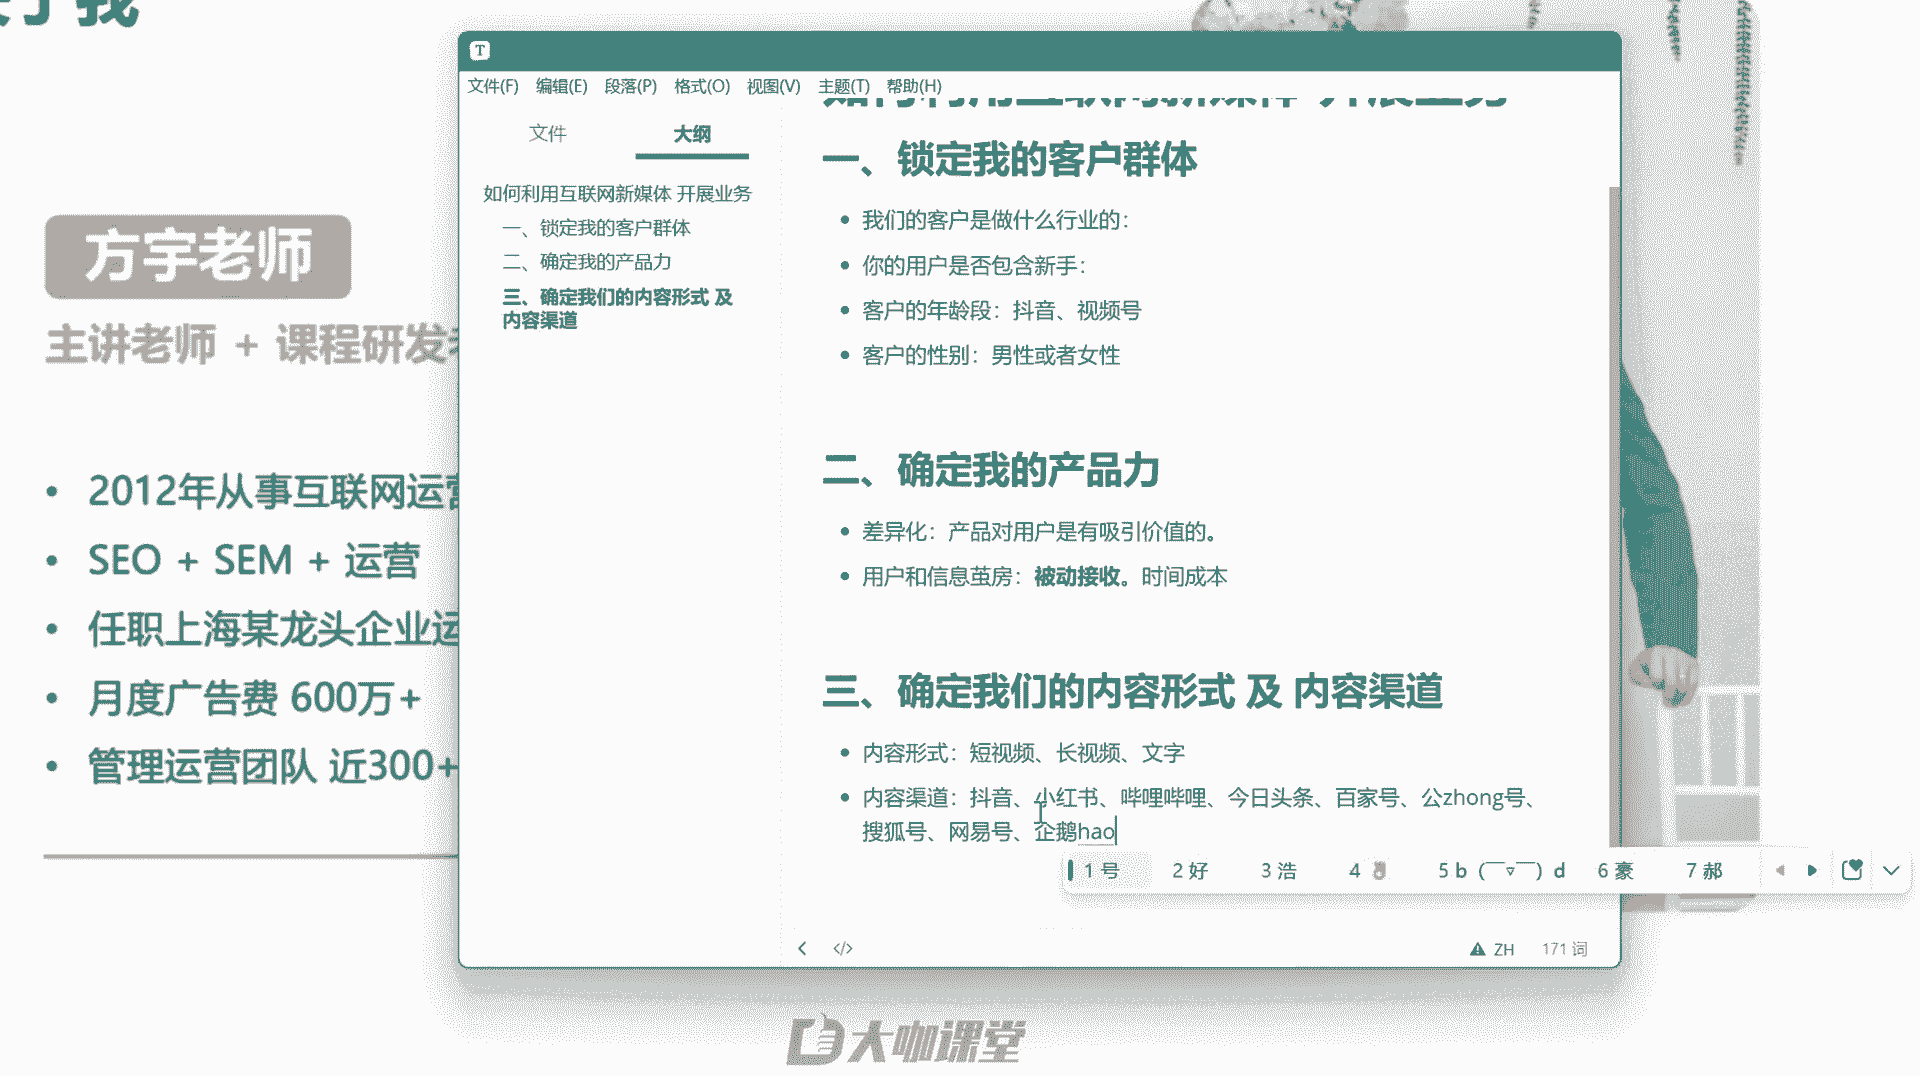 我
方宇老师
主讲老师 + 课程研发
2012年从事互联网运营
SEO + SEM + 运营
任职上海某龙头企业运
月度广告费 600万+
管理运营团队 近300+
T
文件(F) 编辑(E) 段落(P) 格式(O) 视图(V) 主题(T) 帮助(H)
文件 大纲
如何利用互联网新媒体 开展业务
一、锁定我的客户群体
二、确定我的产品力
三、确定我们的内容形式 及
内容渠道
如何利用互联网新媒体 开展业务
一、锁定我的客户群体
我们的客户是做什么行业的：
你的用户是否包含新手：
客户的年龄段：抖音、视频号
客户的性别：男性或者女性
二、确定我的产品力
差异化：产品对用户是有吸引价值的。
用户和信息茧房：被动接收。时间成本
三、确定我们的内容形式 及 内容渠道
内容形式：短视频、长视频、文字
内容渠道：抖音、小红书、哔哩哔哩、今日头条、百家号、公zhong号、
搜狐号、网易号、企鹅hao
1 号 2 好 3 浩 4 5 b (￣▽￣) d 6 豪 7 郝
</> ZH 171 词
大咖课堂